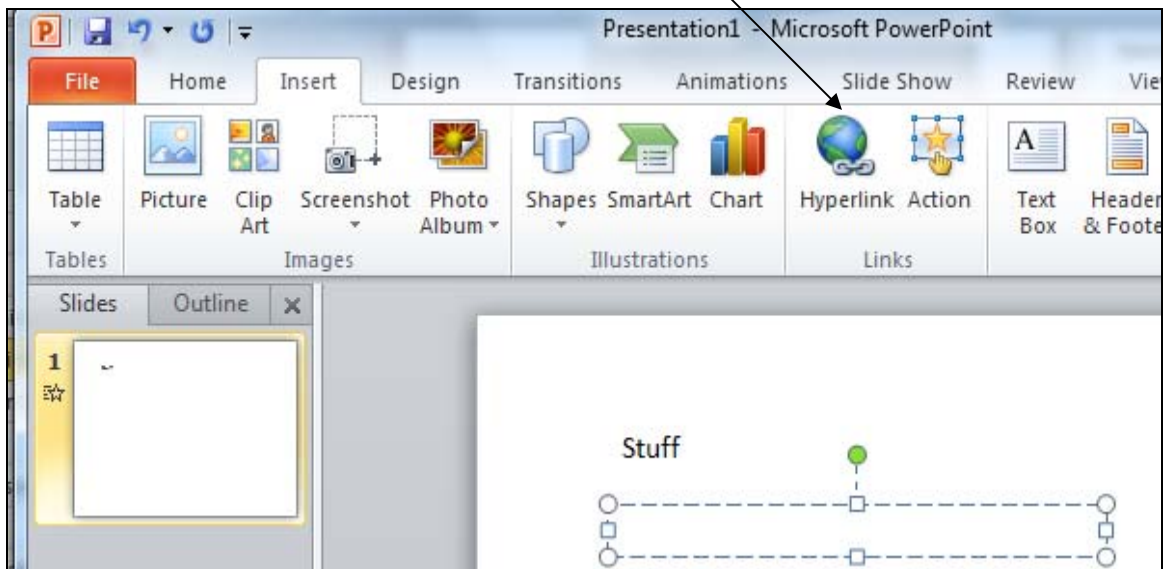 Presentation1 - Microsoft PowerPoint
File Home Insert Design Transitions Animations Slide Show Review
Table Picture Clip Art Screenshot Photo Album Shapes SmartArt Chart Hyperlink Action Text Box Header
Tables Images Illustrations Links
Slides Outline
1
Stuff